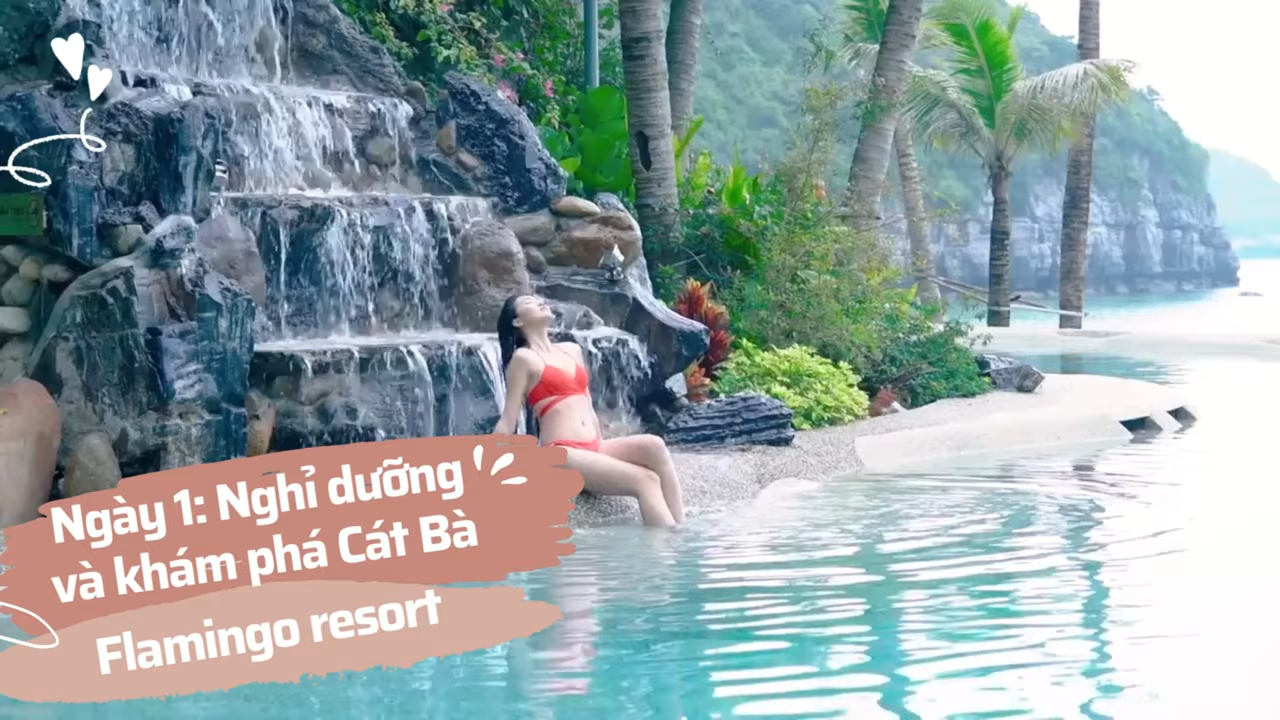 Ngày 1: Nghỉ dưỡng
và khám phá Cát Bà
Flamingo resort